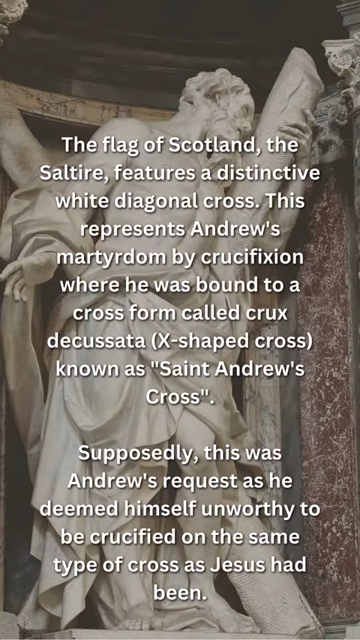 The flag of Scotland, the
Saltire, features a distinctive
white diagonal cross. This
represents Andrew's
martyrdom by crucifixion
where he was bound to a
cross form called crux
decussata (X-shaped cross)
known as "Saint Andrew's
Cross".
Supposedly, this was
Andrew's request as he
deemed himself unworthy to
be crucified on the same
type of cross as Jesus had
been.